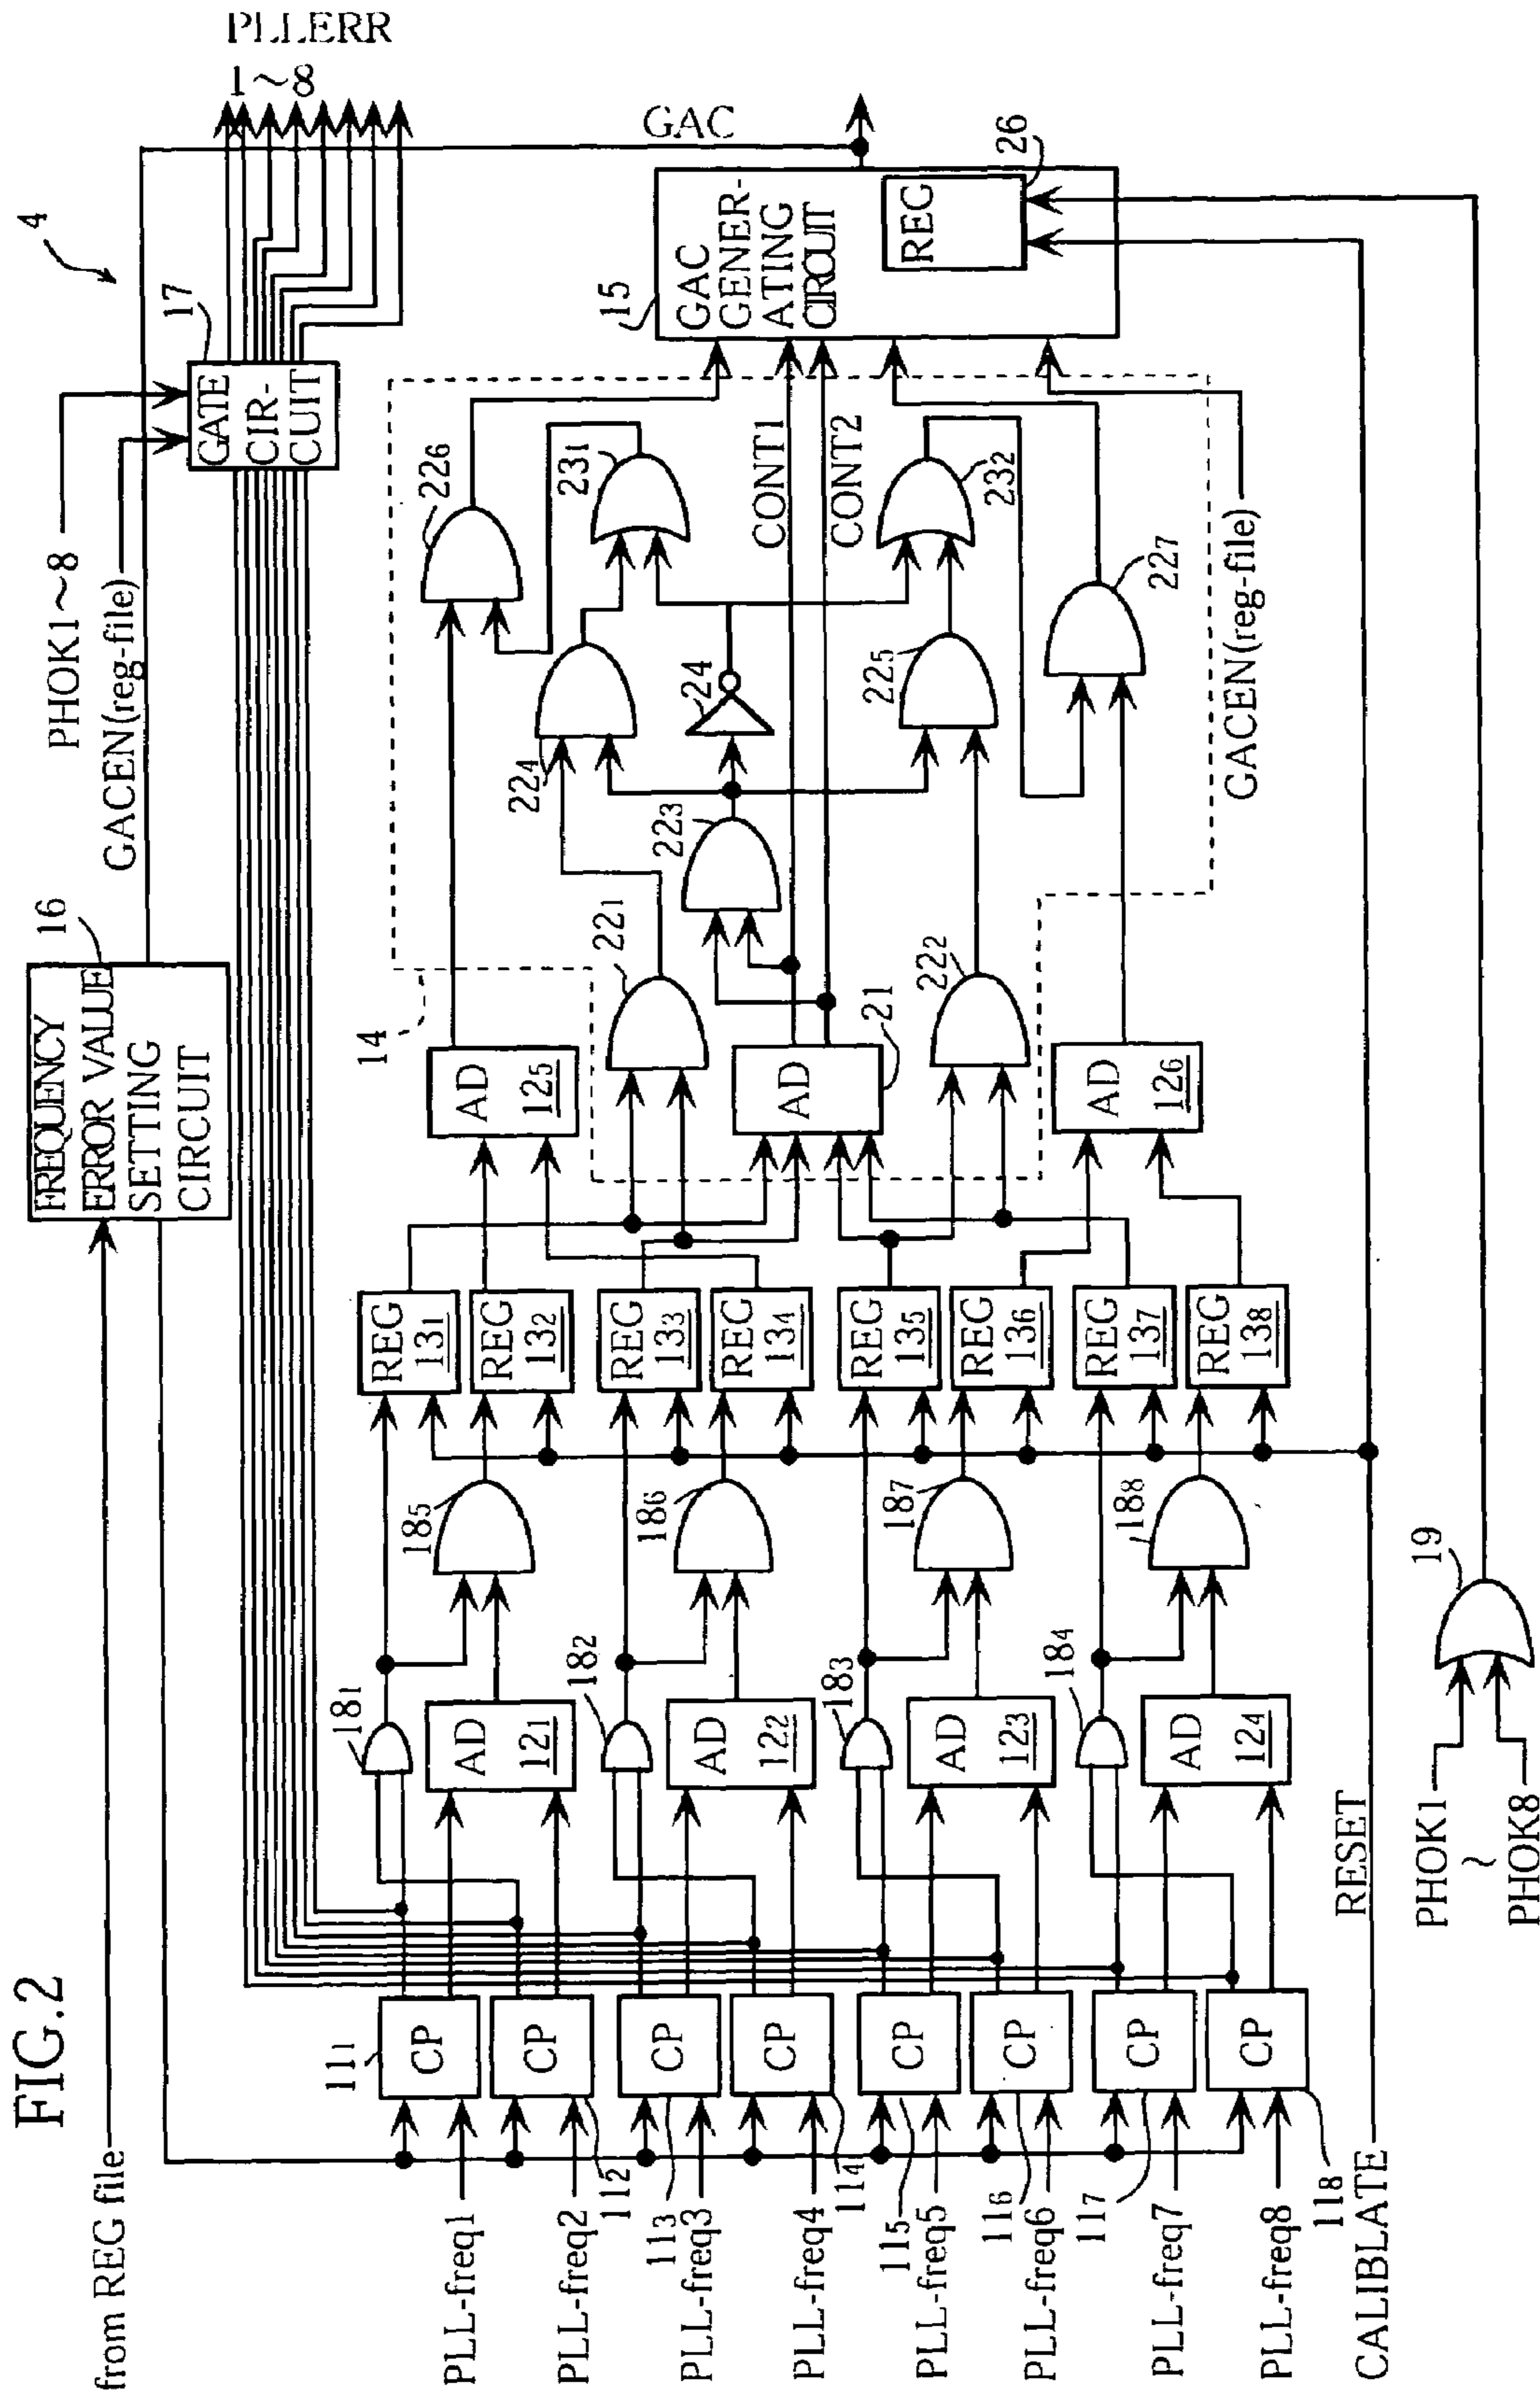 FIG.2
4
from REG file
FREQUENCY
ERROR VALUE
SETTING
CIRCUIT
16
PHOK1~8
GACEN(reg-file)
GATE
CIR-
CUIT
17
PLLERR
1~8
GAC
PLL-freq1
PLL-freq2
PLL-freq3
PLL-freq4
PLL-freq5
PLL-freq6
PLL-freq7
PLL-freq8
CP
111
CP
112
CP
113
CP
114
CP
115
CP
116
CP
117
CP
118
181
182
183
184
AD
121
AD
122
AD
123
AD
124
185
186
187
188
REG
131
REG
132
REG
133
REG
134
REG
135
REG
136
REG
137
REG
138
AD
125
AD
21
AD
126
14
221
222
223
224
225
226
227
231
232
24
CONT1
CONT2
GACEN(reg-file)
15
GAC
GENER-
ATING
CIRCUIT
REG
26
CALIBLATE
RESET
PHOK1
~
PHOK8
19